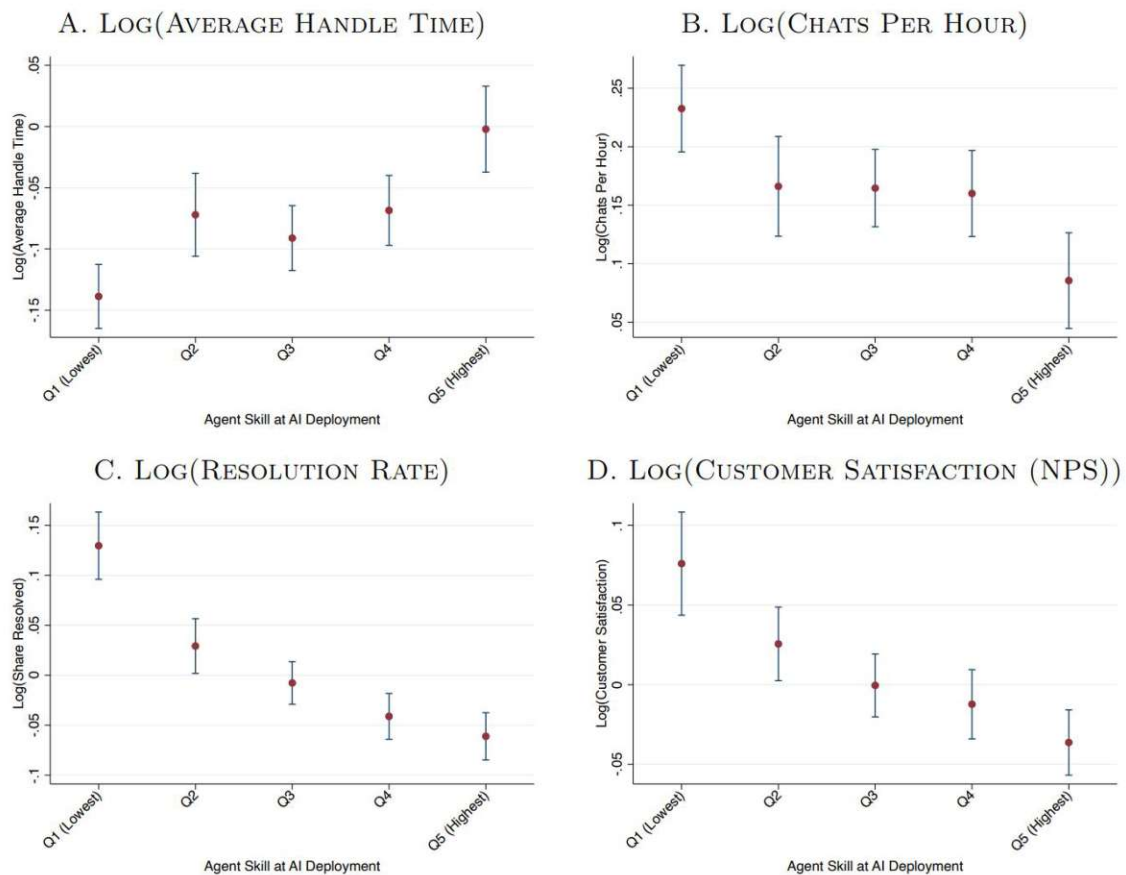 A. LOG(AVERAGE HANDLE TIME)
.05
0
-.05
-.1
-.15
Log(Average Handle Time)
Q1 (Lowest)
Q2
Q3
Q4
Q5 (Highest)
Agent Skill at AI Deployment
B. LOG(CHATS PER HOUR)
.25
.2
.15
.1
.05
Log(Chats Per Hour)
Q1 (Lowest)
Q2
Q3
Q4
Q5 (Highest)
Agent Skill at AI Deployment
C. LOG(RESOLUTION RATE)
.15
.1
.05
0
-.05
-.1
Log(Share Resolved)
Q1 (Lowest)
Q2
Q3
Q4
Q5 (Highest)
Agent Skill at AI Deployment
D. LOG(CUSTOMER SATISFACTION (NPS))
.1
.05
0
-.05
Log(Customer Satisfaction)
Q1 (Lowest)
Q2
Q3
Q4
Q5 (Highest)
Agent Skill at AI Deployment